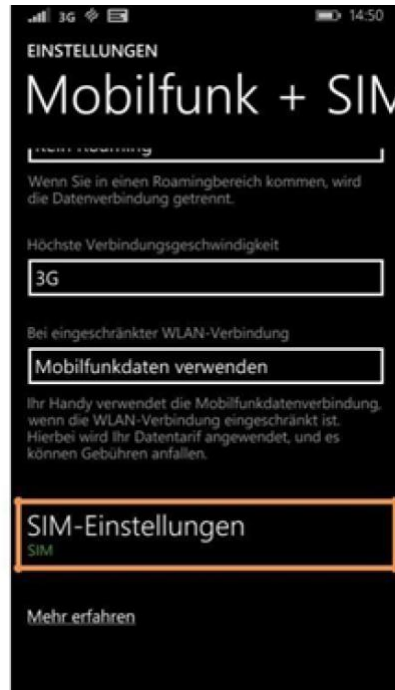 3G 14:50
EINSTELLUNGEN
Mobilfunk + SIM
Kein Roaming
Wenn Sie in einen Roamingbereich kommen, wird
die Datenverbindung getrennt.
Höchste Verbindungsgeschwindigkeit
3G
Bei eingeschränkter WLAN-Verbindung
Mobilfunkdaten verwenden
Ihr Handy verwendet die Mobilfunkdatenverbindung,
wenn die WLAN-Verbindung eingeschränkt ist.
Hierbei wird Ihr Datentarif angewendet, und es
können Gebühren anfallen.
SIM-Einstellungen
SIM
Mehr erfahren